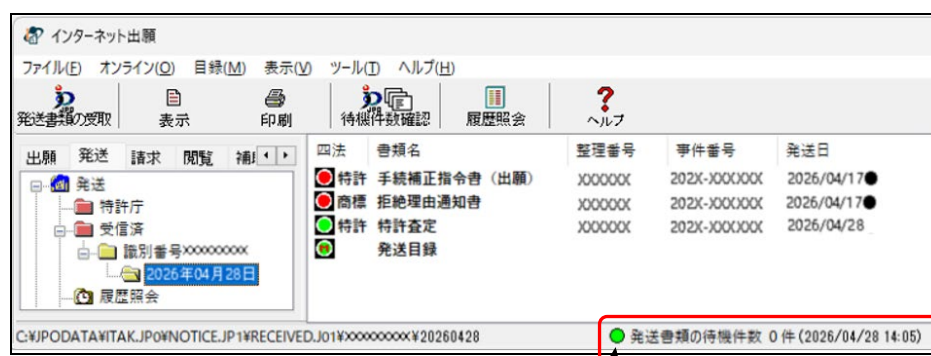 インターネット出願
ファイル(F) オンライン(O) 目録(M) 表示(V) ツール(T) ヘルプ(H)
発送書類の受取 表示 印刷 待機件数確認 履歴照会 ヘルプ
出願 発送 請求 閲覧 補
発送
特許庁
受信済
識別番号xxxxxxxxx
2026年04月28日
履歴照会
四法 書類名 整理番号 事件番号 発送日
特許 手続補正指令書（出願） XXXXXXX 202X-XXXXXXX 2026/04/17●
商標 拒絶理由通知書 XXXXXXX 202X-XXXXXXX 2026/04/17●
特許 特許査定 XXXXXXX 202X-XXXXXXX 2026/04/28
発送目録
C:¥JPODATA¥ITAK.JP0¥NOTICE.JP1¥RECEIVED.J01¥xxxxxxxxx¥20260428
発送書類の待機件数 0 件(2026/04/28 14:05)